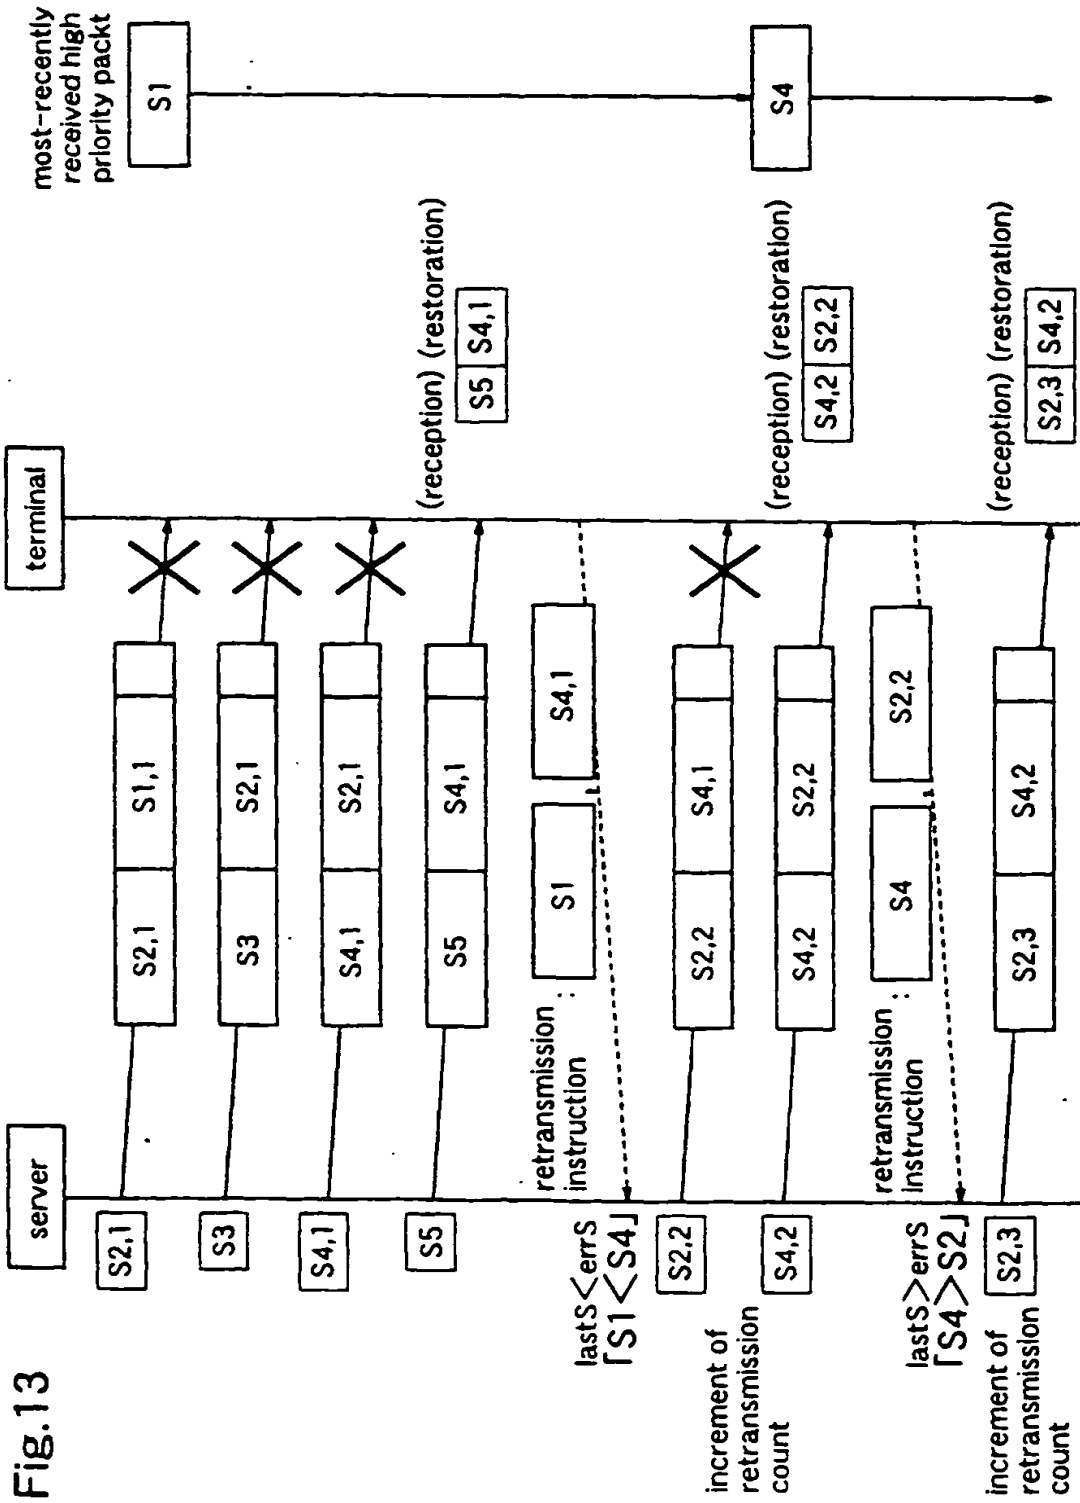 Fig.13
server
terminal
most-recently
received high
priority packt
S2,1
S2,1 S1,1
S1
S3
S3 S2,1
S4,1
S4,1 S2,1
S5
S5 S4,1
(reception) (restoration)
S5 S4,1
retransmission
instruction :
S1 , S4,1
lastS<errS
「S1<S4」
S2,2
S2,2 S4,1
increment of
retransmission
count
S4,2
S4,2 S2,2
(reception) (restoration)
S4,2 S2,2
S4
retransmission
instruction :
S4 , S2,2
lastS>errS
「S4>S2」
S2,3
S2,3 S4,2
(reception) (restoration)
S2,3 S4,2
increment of
retransmission
count